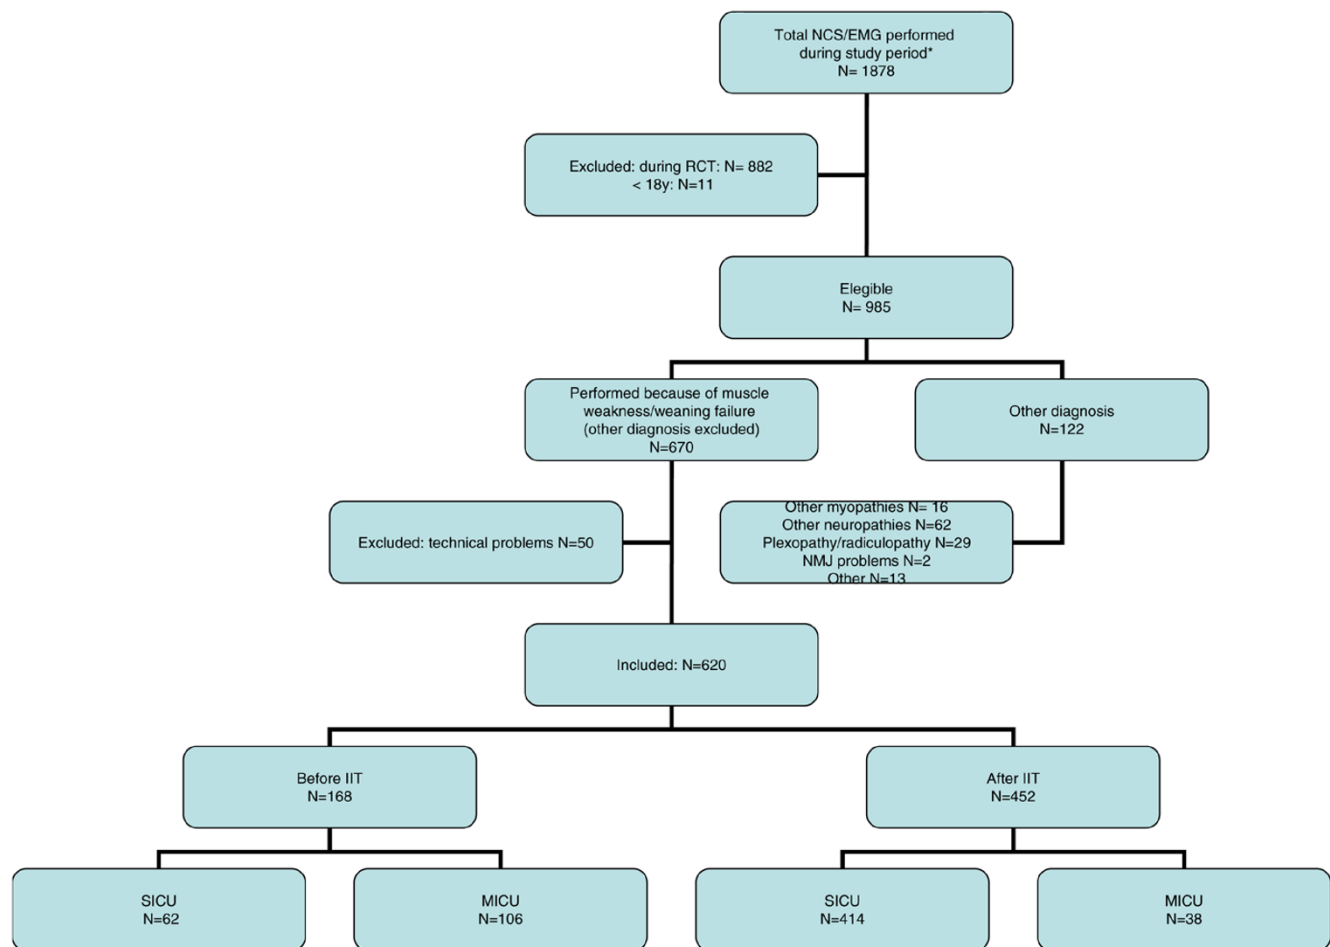 Total NCS/EMG performed
during study period*
N= 1878
Excluded: during RCT: N= 882
< 18y: N=11
Elegible
N= 985
Performed because of muscle
weakness/weaning failure
(other diagnosis excluded)
N=670
Other diagnosis
N=122
Excluded: technical problems N=50
Other myopathies N= 16
Other neuropathies N=62
Plexopathy/radiculopathy N=29
NMJ problems N=2
Other N=13
Included: N=620
Before IIT
N=168
After IIT
N=452
SICU
N=62
MICU
N=106
SICU
N=414
MICU
N=38